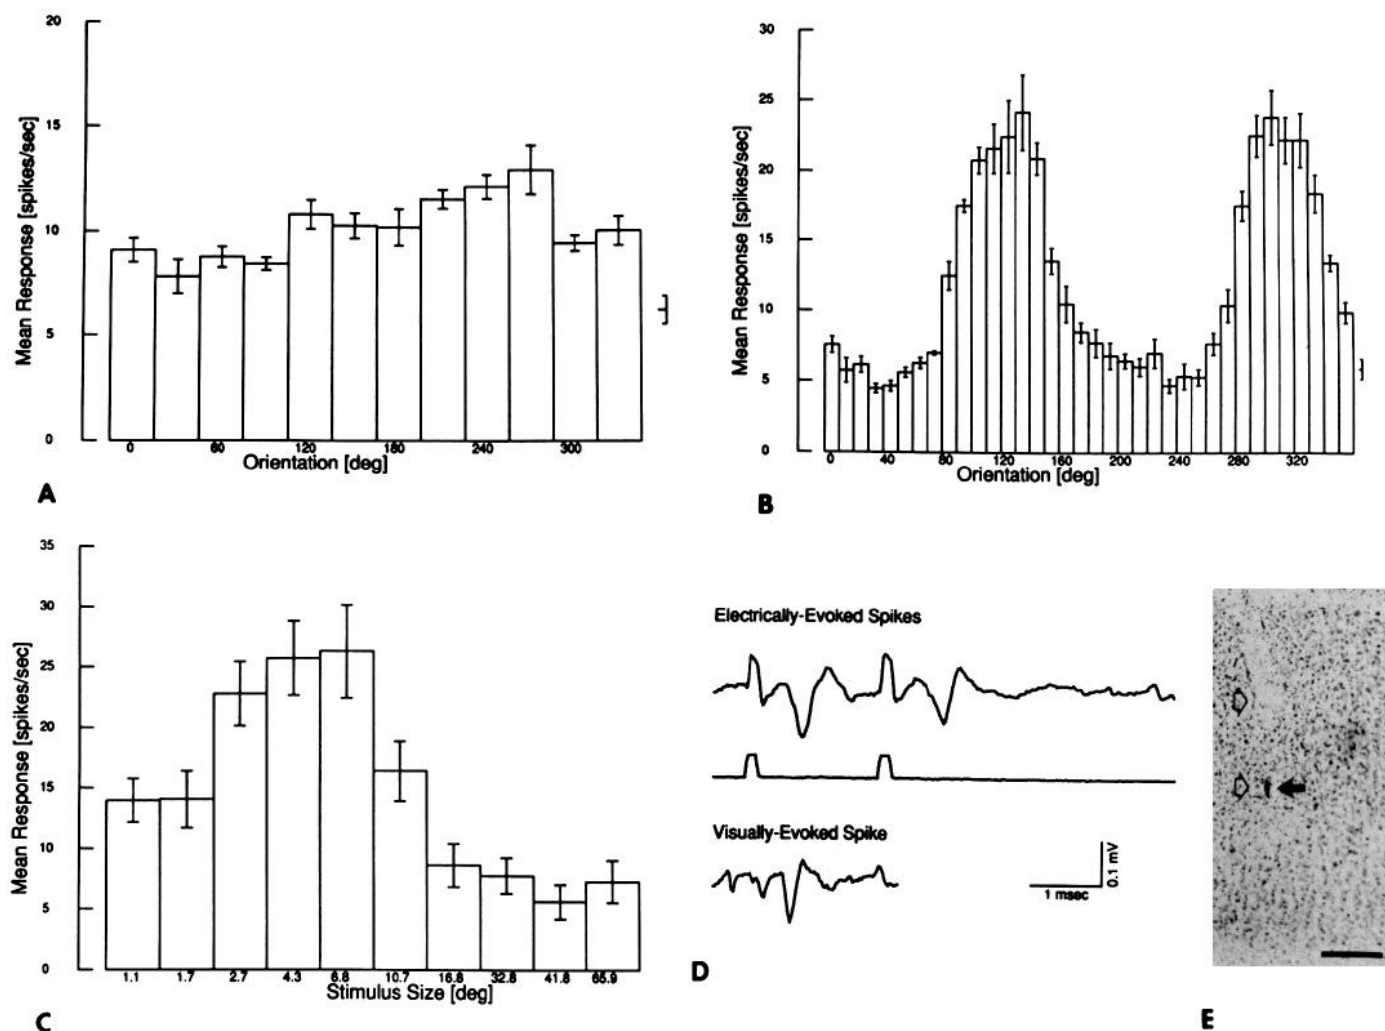 20
15
10
5
0
Mean Response [spikes/sec]
0 60 120 180 240 300
Orientation [deg]
A
30
25
20
15
10
5
0
Mean Response [spikes/sec]
0 40 80 120 160 200 240 280 320
Orientation [deg]
B
35
30
25
20
15
10
5
0
Mean Response [spikes/sec]
1.1 1.7 2.7 4.3 6.8 10.7 16.8 32.8 41.8 65.9
Stimulus Size [deg]
C
Electrically-Evoked Spikes
Visually-Evoked Spike
0.1 mV
1 msec
D
E